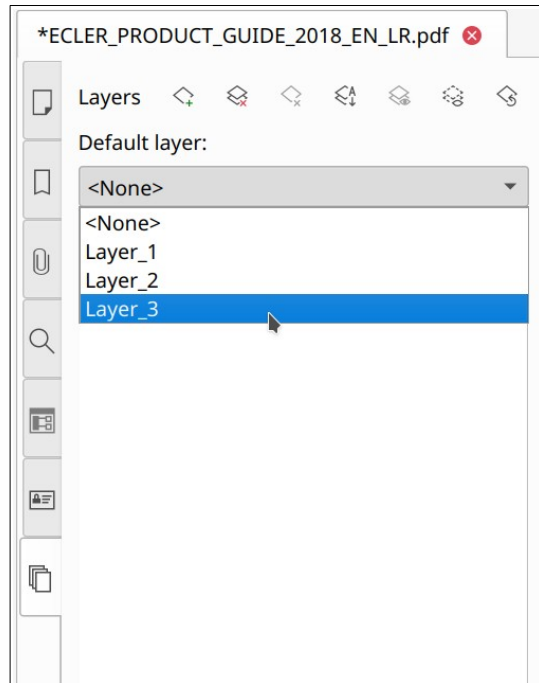 *ECLER_PRODUCT_GUIDE_2018_EN_LR.pdf
Layers
Default layer:
<None>
<None>
Layer_1
Layer_2
Layer_3